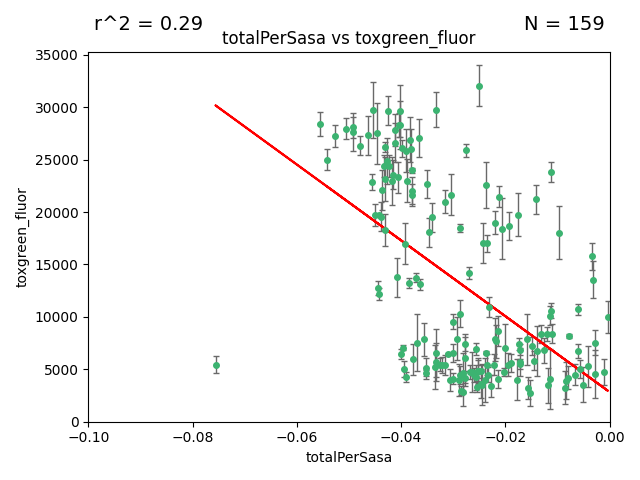 r^2 = 0.29
N = 159
totalPerSasa vs toxgreen_fluor
35000
30000
25000
20000
15000
10000
5000
0
toxgreen_fluor
−0.10
−0.08
−0.06
−0.04
−0.02
0.00
totalPerSasa